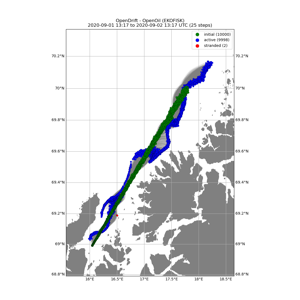 OpenDrift - OpenOil (EKOFISK)
2020-09-01 13:17 to 2020-09-02 13:17 UTC (25 steps)
initial (10000)
active (9998)
stranded (2)
70.2°N 70.2°N
70°N 70°N
69.8°N 69.8°N
69.6°N 69.6°N
69.4°N 69.4°N
69.2°N 69.2°N
69°N 69°N
68.8°N 68.8°N
16°E 16.5°E 17°E 17.5°E 18°E 18.5°E